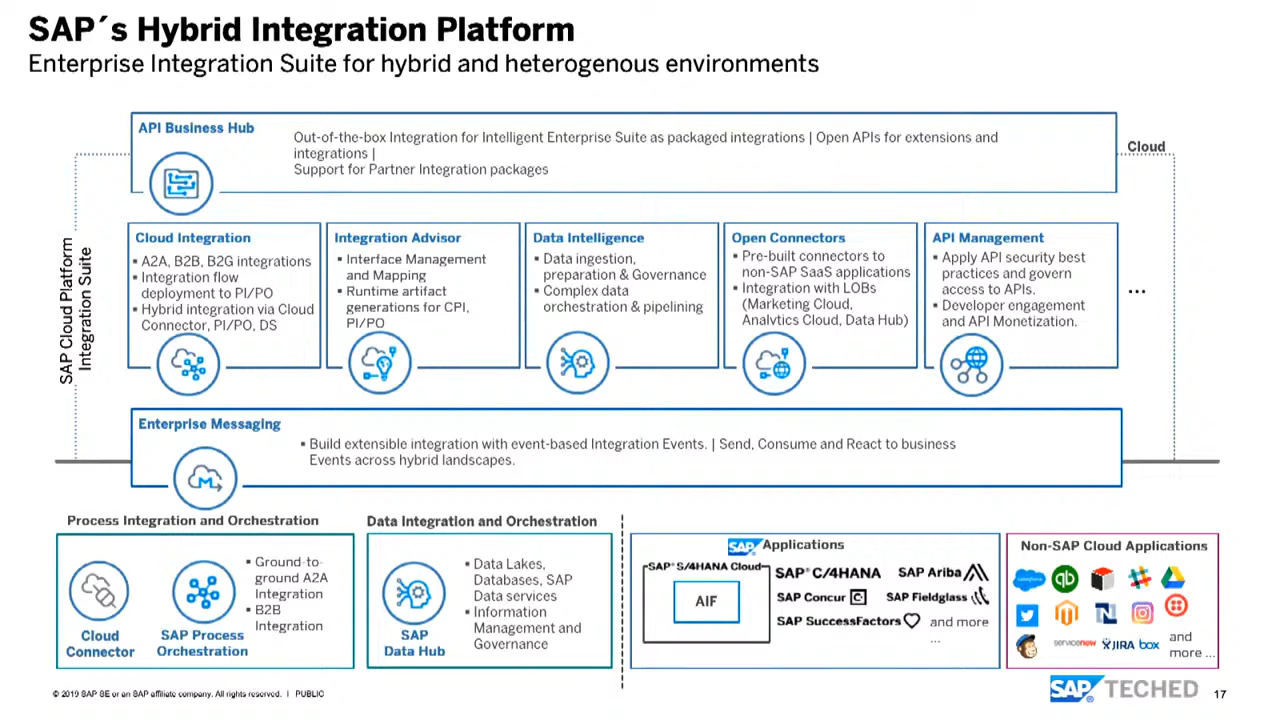 SAP´s Hybrid Integration Platform
Enterprise Integration Suite for hybrid and heterogenous environments
API Business Hub
Out-of-the-box Integration for Intelligent Enterprise Suite as packaged integrations | Open APIs for extensions and
integrations |
Support for Partner Integration packages
Cloud
SAP Cloud Platform
Integration Suite
Cloud Integration
▪ A2A, B2B, B2G integrations
▪ Integration flow
deployment to PI/PO
▪ Hybrid integration via Cloud
Connector, PI/PO, DS
Integration Advisor
▪ Interface Management
and Mapping
▪ Runtime artifact
generations for CPI,
PI/PO
Data Intelligence
▪ Data ingestion,
preparation & Governance
▪ Complex data
orchestration & pipelining
Open Connectors
▪ Pre-built connectors to
non-SAP SaaS applications
▪ Integration with LOBs
(Marketing Cloud,
Analytics Cloud, Data Hub)
API Management
▪ Apply API security best
practices and govern
access to APIs.
▪ Developer engagement
and API Monetization.
...
Enterprise Messaging
▪ Build extensible integration with event-based Integration Events. | Send, Consume and React to business
Events across hybrid landscapes.
M
Process Integration and Orchestration
Cloud
Connector
SAP Process
Orchestration
▪ Ground-to-
ground A2A
Integration
▪ B2B
Integration
Data Integration and Orchestration
SAP
Data Hub
▪ Data Lakes,
Databases, SAP
Data services
▪ Information
Management and
Governance
SAP Applications
SAP® S/4HANA Cloud
AIF
SAP® C/4HANA
SAP Ariba
SAP Concur
SAP Fieldglass
SAP SuccessFactors
and more
...
Non-SAP Cloud Applications
salesforce
qb
N
servicenow
JIRA
box
and
more ...
© 2019 SAP SE or an SAP affiliate company. All rights reserved. | PUBLIC
SAP TECHED
17